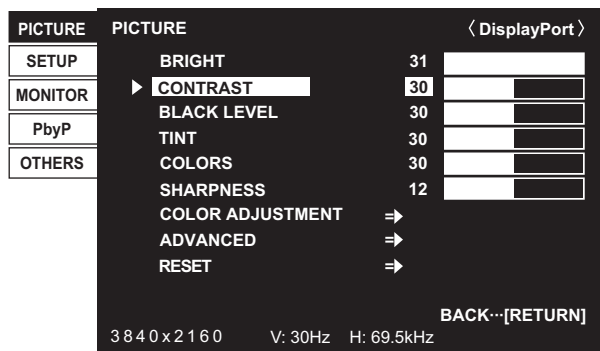 PICTURE
SETUP
MONITOR
PbyP
OTHERS
PICTURE 〈DisplayPort〉
BRIGHT 31
CONTRAST 30
BLACK LEVEL 30
TINT 30
COLORS 30
SHARPNESS 12
COLOR ADJUSTMENT
ADVANCED
RESET
BACK···[RETURN]
3840x2160 V: 30Hz H: 69.5kHz